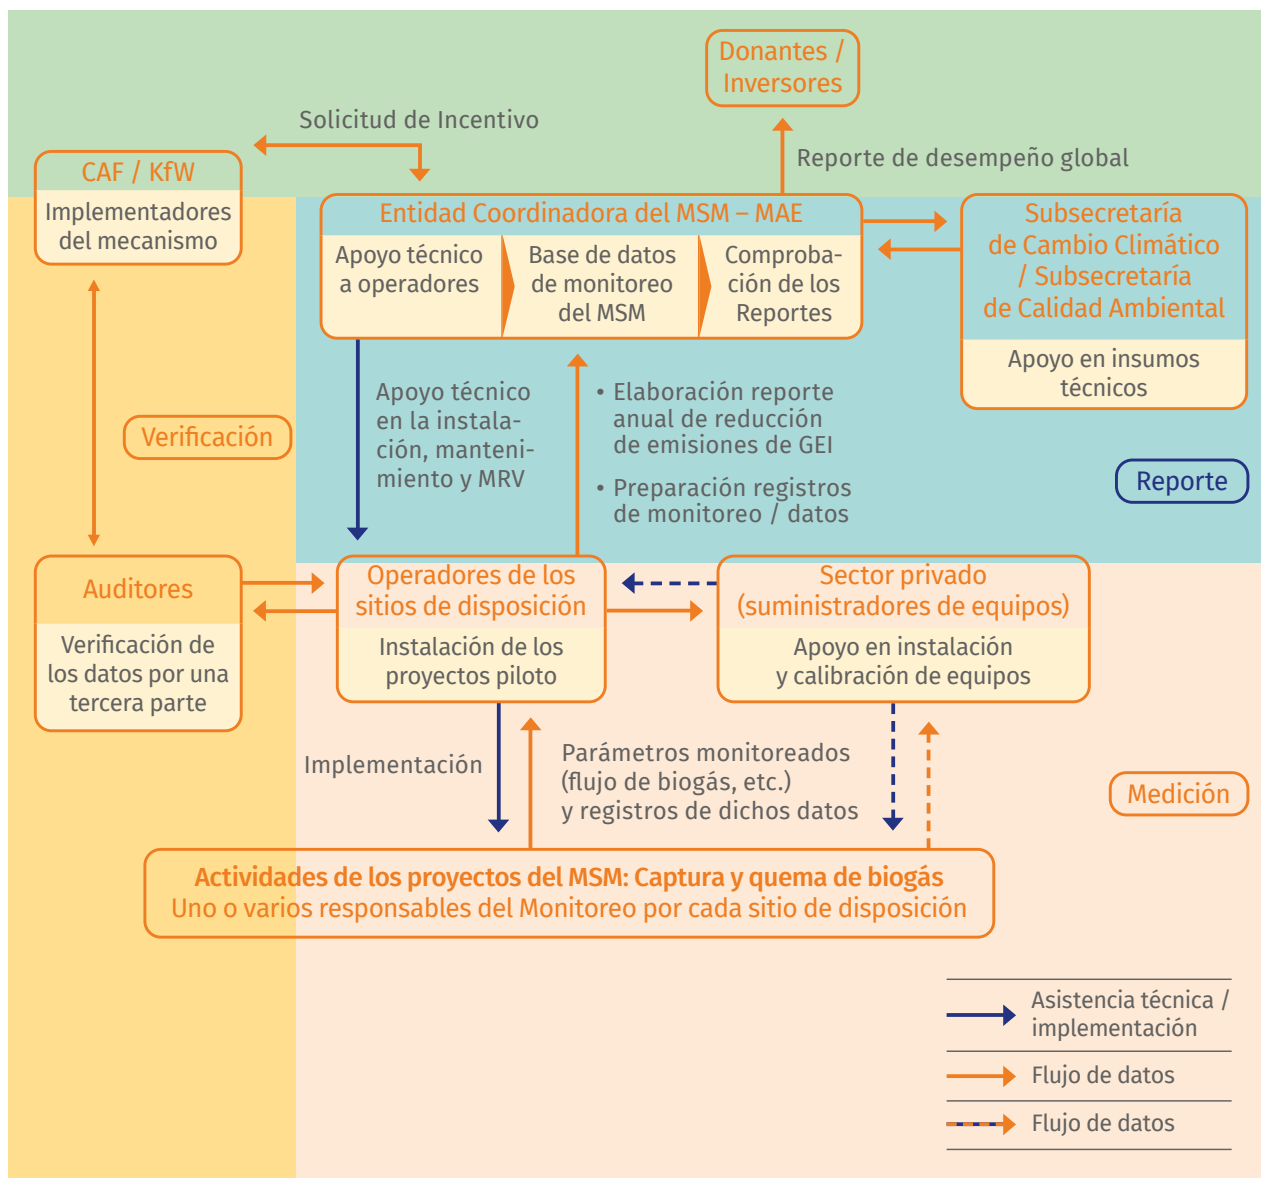 Donantes /
Inversores
Solicitud de Incentivo
Reporte de desempeño global
CAF / KfW
Implementadores
del mecanismo
Entidad Coordinadora del MSM – MAE
Apoyo técnico
a operadores
Base de datos
de monitoreo
del MSM
Comproba-
ción de los
Reportes
Subsecretaría
de Cambio Climático
/ Subsecretaría
de Calidad Ambiental
Apoyo en insumos
técnicos
Verificación
Apoyo técnico
en la instala-
ción, manteni-
miento y MRV
• Elaboración reporte
anual de reducción
de emisiones de GEI
• Preparación registros
de monitoreo / datos
Reporte
Auditores
Verificación de
los datos por una
tercera parte
Operadores de los
sitios de disposición
Instalación de los
proyectos piloto
Sector privado
(suministradores de equipos)
Apoyo en instalación
y calibración de equipos
Implementación
Parámetros monitoreados
(flujo de biogás, etc.)
y registros de dichos datos
Medición
Actividades de los proyectos del MSM: Captura y quema de biogás
Uno o varios responsables del Monitoreo por cada sitio de disposición
Asistencia técnica /
implementación
Flujo de datos
Flujo de datos